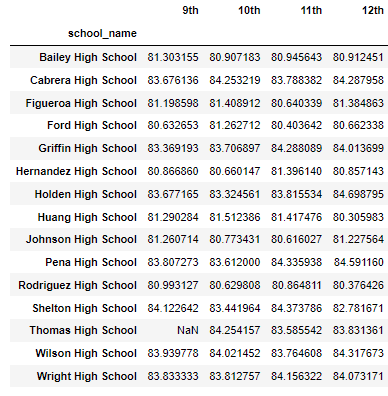 9th 10th 11th 12th
school_name
Bailey High School 81.303155 80.907183 80.945643 80.912451
Cabrera High School 83.676136 84.253219 83.788382 84.287958
Figueroa High School 81.198598 81.408912 80.640339 81.384863
Ford High School 80.632653 81.262712 80.403642 80.662338
Griffin High School 83.369193 83.706897 84.288089 84.013699
Hernandez High School 80.866860 80.660147 81.396140 80.857143
Holden High School 83.677165 83.324561 83.815534 84.698795
Huang High School 81.290284 81.512386 81.417476 80.305983
Johnson High School 81.260714 80.773431 80.616027 81.227564
Pena High School 83.807273 83.612000 84.335938 84.591160
Rodriguez High School 80.993127 80.629808 80.864811 80.376426
Shelton High School 84.122642 83.441964 84.373786 82.781671
Thomas High School NaN 84.254157 83.585542 83.831361
Wilson High School 83.939778 84.021452 83.764608 84.317673
Wright High School 83.833333 83.812757 84.156322 84.073171